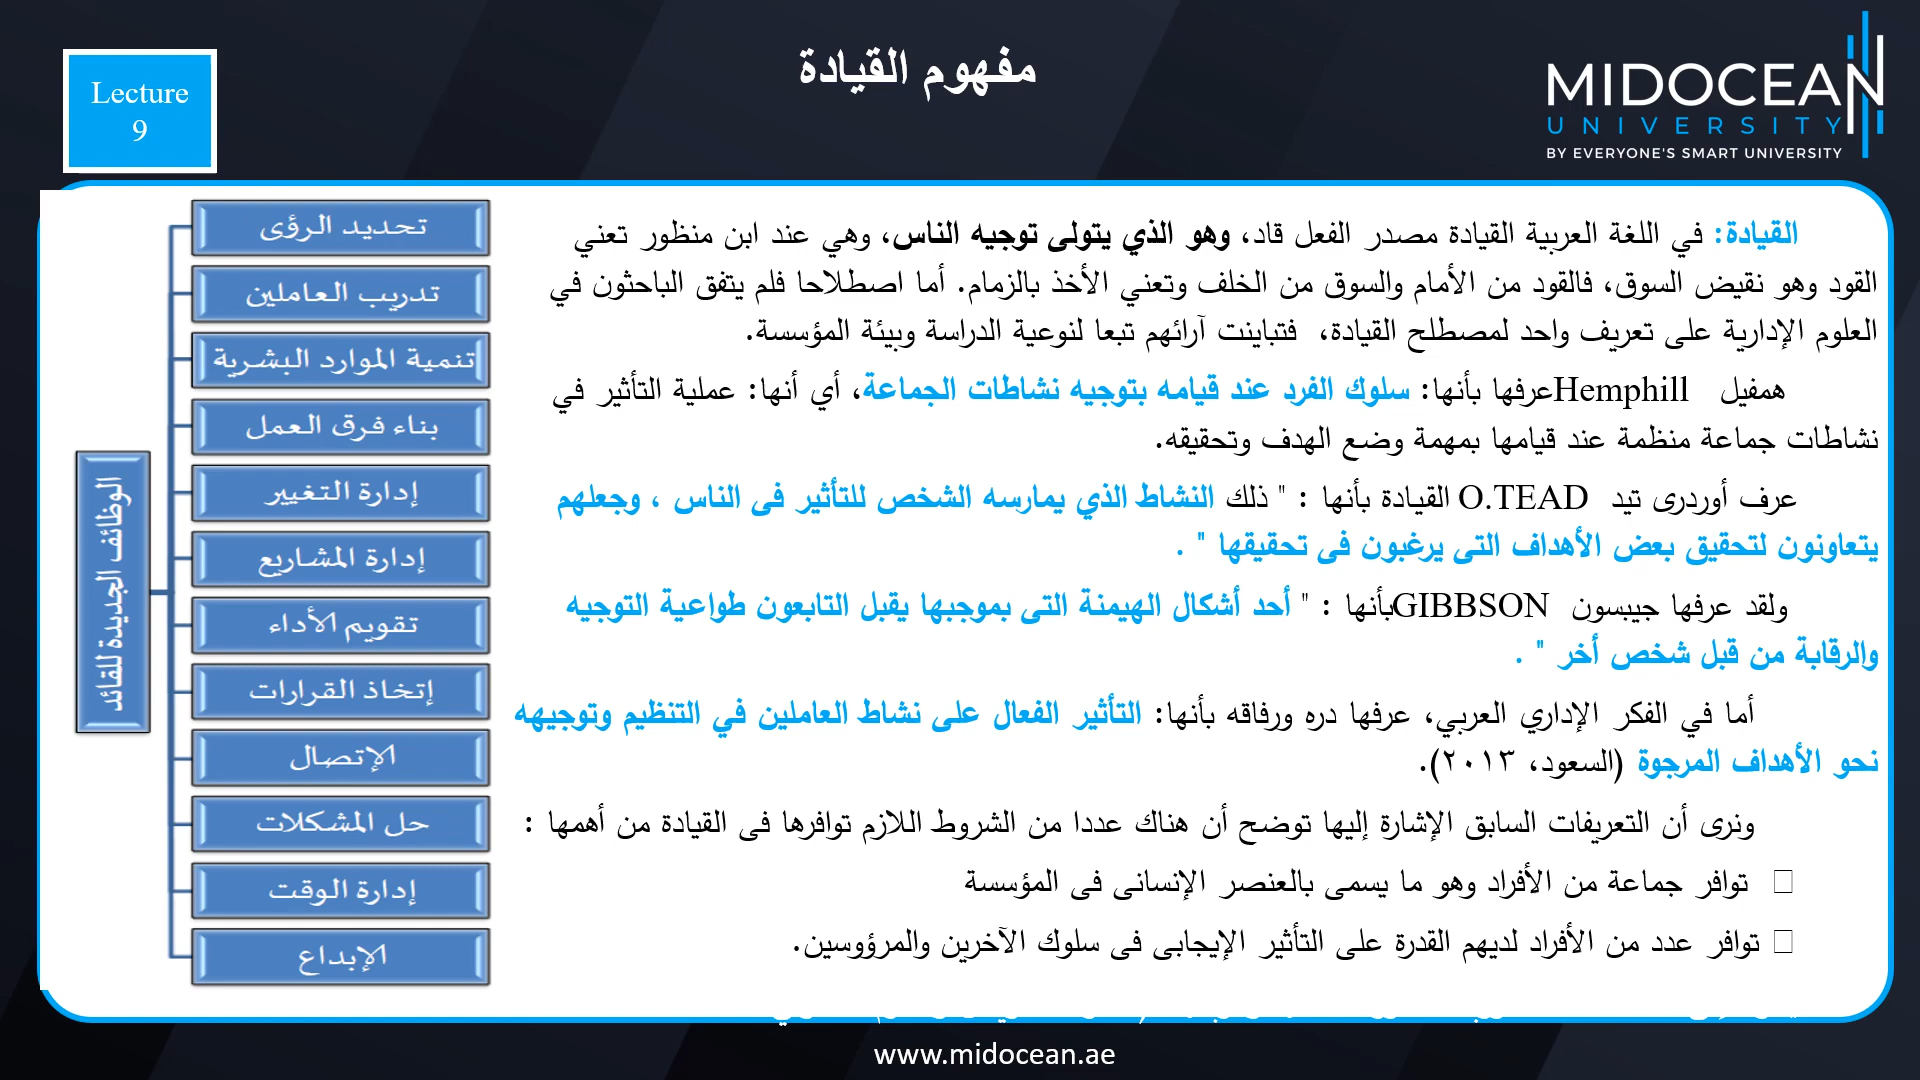 Lecture
9
مفهوم القيادة
MIDOCEAN
UNIVERSITY
BY EVERYONE'S SMART UNIVERSITY
القيادة: في اللغة العربية القيادة مصدر الفعل قاد، وهو الذي يتولى توجيه الناس، وهي عند ابن منظور تعني
القود وهو نقيض السوق، فالقود من الأمام والسوق من الخلف وتعني الأخذ بالزمام. أما اصطلاحا فلم يتفق الباحثون في
العلوم الإدارية على تعريف واحد لمصطلح القيادة، فتباينت آرائهم تبعا لنوعية الدراسة وبيئة المؤسسة.
همفيل Hemphill عرفها بأنها: سلوك الفرد عند قيامه بتوجيه نشاطات الجماعة، أي أنها: عملية التأثير في
نشاطات جماعة منظمة عند قيامها بمهمة وضع الهدف وتحقيقه.
عرف أوردرى تيد O.TEAD القيادة بأنها : " ذلك النشاط الذي يمارسه الشخص للتأثير فى الناس ، وجعلهم
يتعاونون لتحقيق بعض الأهداف التى يرغبون فى تحقيقها " .
ولقد عرفها جيبسون GIBBSON بأنها : " أحد أشكال الهيمنة التى بموجبها يقبل التابعون طواعية التوجيه
والرقابة من قبل شخص أخر " .
أما في الفكر الإداري العربي، عرفها دره ورفاقه بأنها: التأثير الفعال على نشاط العاملين في التنظيم وتوجيهه
نحو الأهداف المرجوة (السعود، ٢٠١٣).
ونرى أن التعريفات السابق الإشارة إليها توضح أن هناك عددا من الشروط اللازم توافرها فى القيادة من أهمها :
توافر جماعة من الأفراد وهو ما يسمى بالعنصر الإنسانى فى المؤسسة
توافر عدد من الأفراد لديهم القدرة على التأثير الإيجابى فى سلوك الآخرين والمرؤوسين.
الوظائف الجديدة للقائد
تحديد الرؤى
تدريب العاملين
تنمية الموارد البشرية
بناء فرق العمل
إدارة التغيير
إدارة المشاريع
تقويم الأداء
إتخاذ القرارات
الإتصال
حل المشكلات
إدارة الوقت
الإبداع
www.midocean.ae